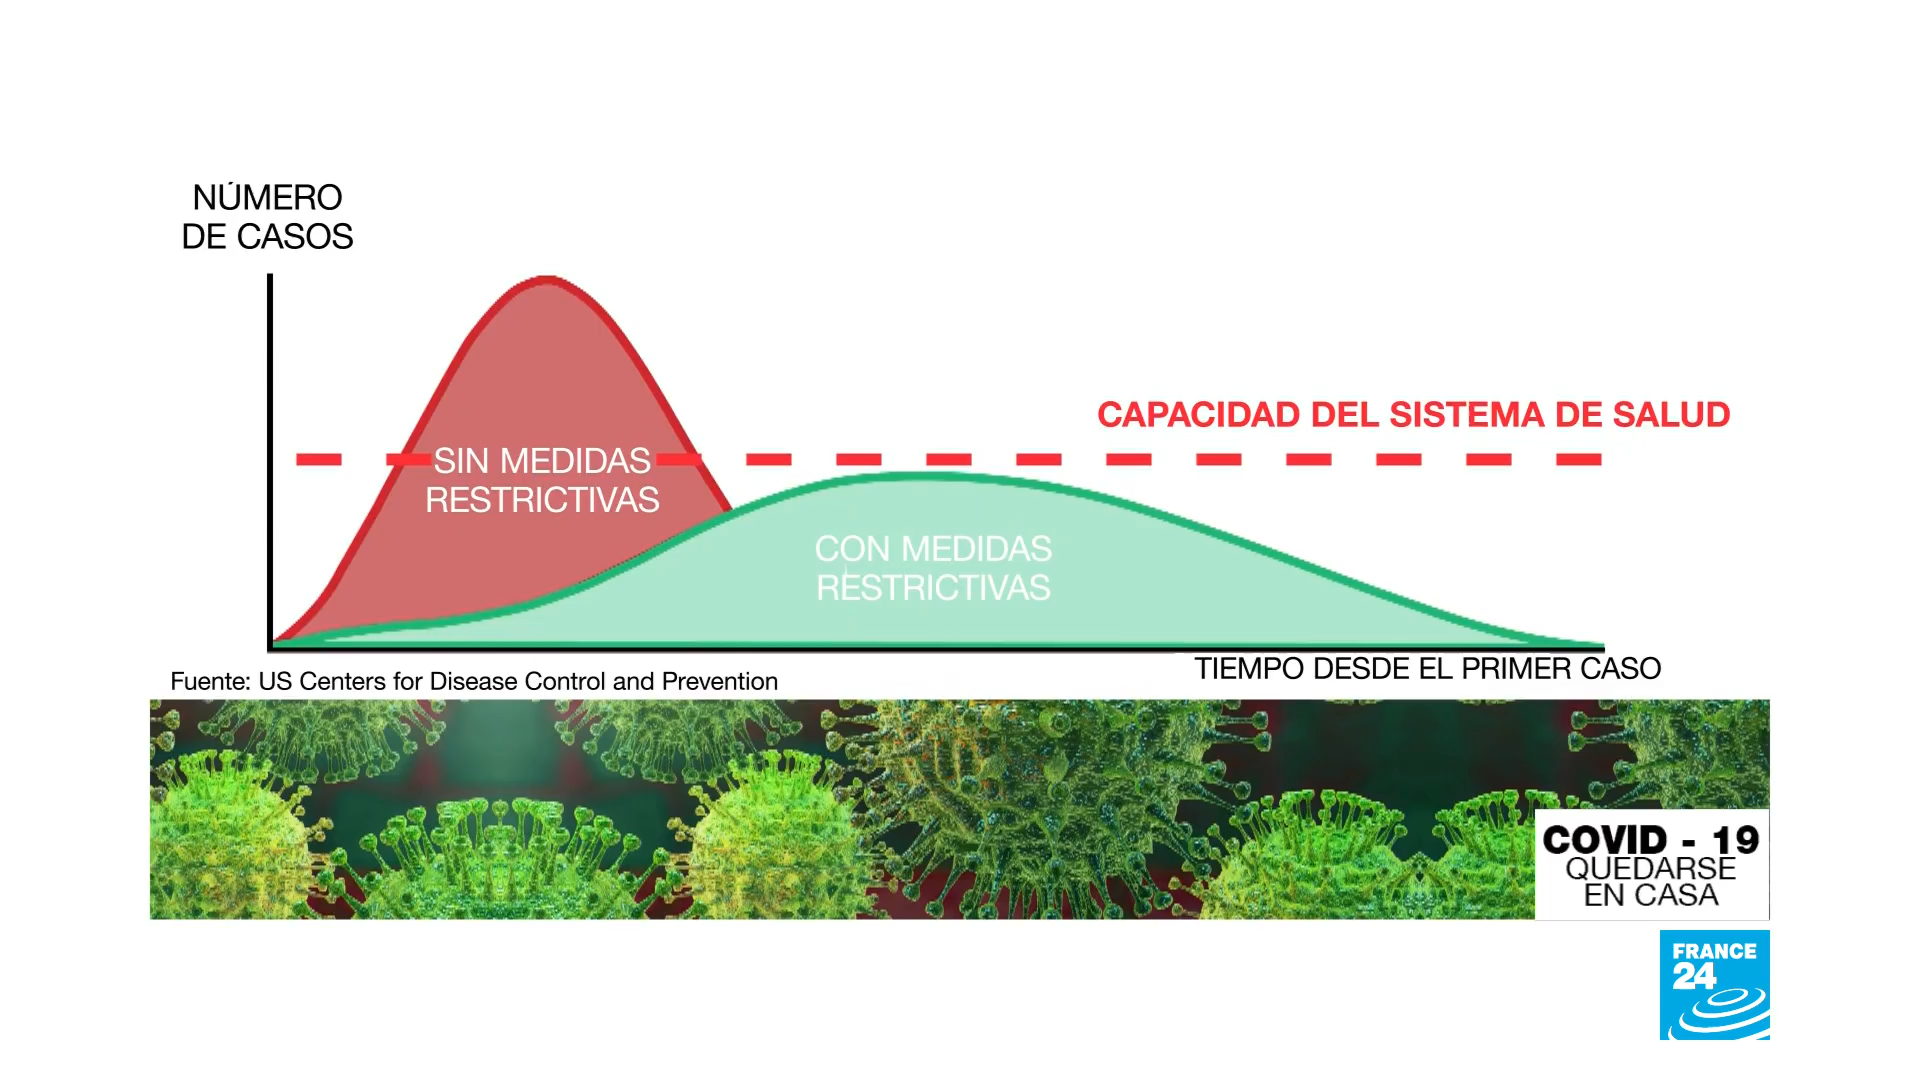 NÚMERO
DE CASOS
CAPACIDAD DEL SISTEMA DE SALUD
SIN MEDIDAS
RESTRICTIVAS
CON MEDIDAS
RESTRICTIVAS
TIEMPO DESDE EL PRIMER CASO
Fuente: US Centers for Disease Control and Prevention
COVID - 19
QUEDARSE
EN CASA
FRANCE
24